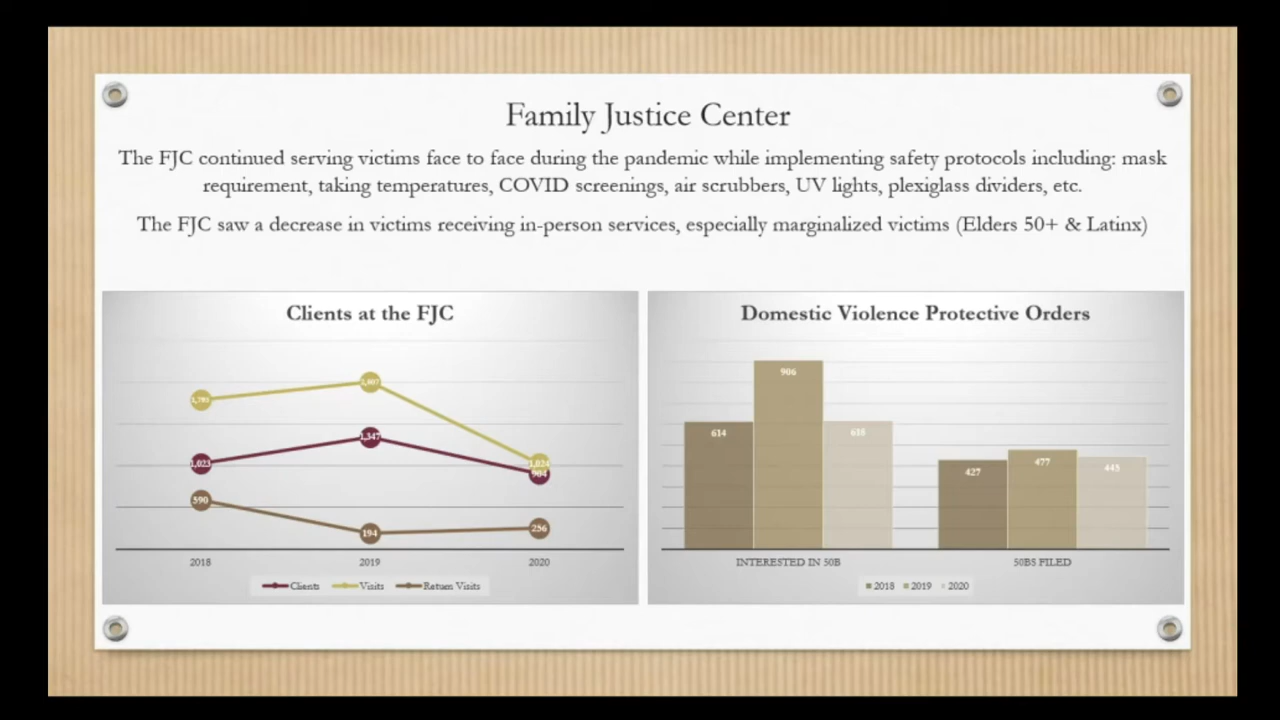 Family Justice Center
The FJC continued serving victims face to face during the pandemic while implementing safety protocols including: mask
requirement, taking temperatures, COVID screenings, air scrubbers, UV lights, plexiglass dividers, etc.
The FJC saw a decrease in victims receiving in-person services, especially marginalized victims (Elders 50+ & Latinx)
Clients at the FJC
1,347
1,023
1,024
904
590
194
256
2018 2019 2020
Clients Visits Return Visits
Domestic Violence Protective Orders
906
614
477
427
445
INTERESTED IN 50B 50BS FILED
2018 2019 2020